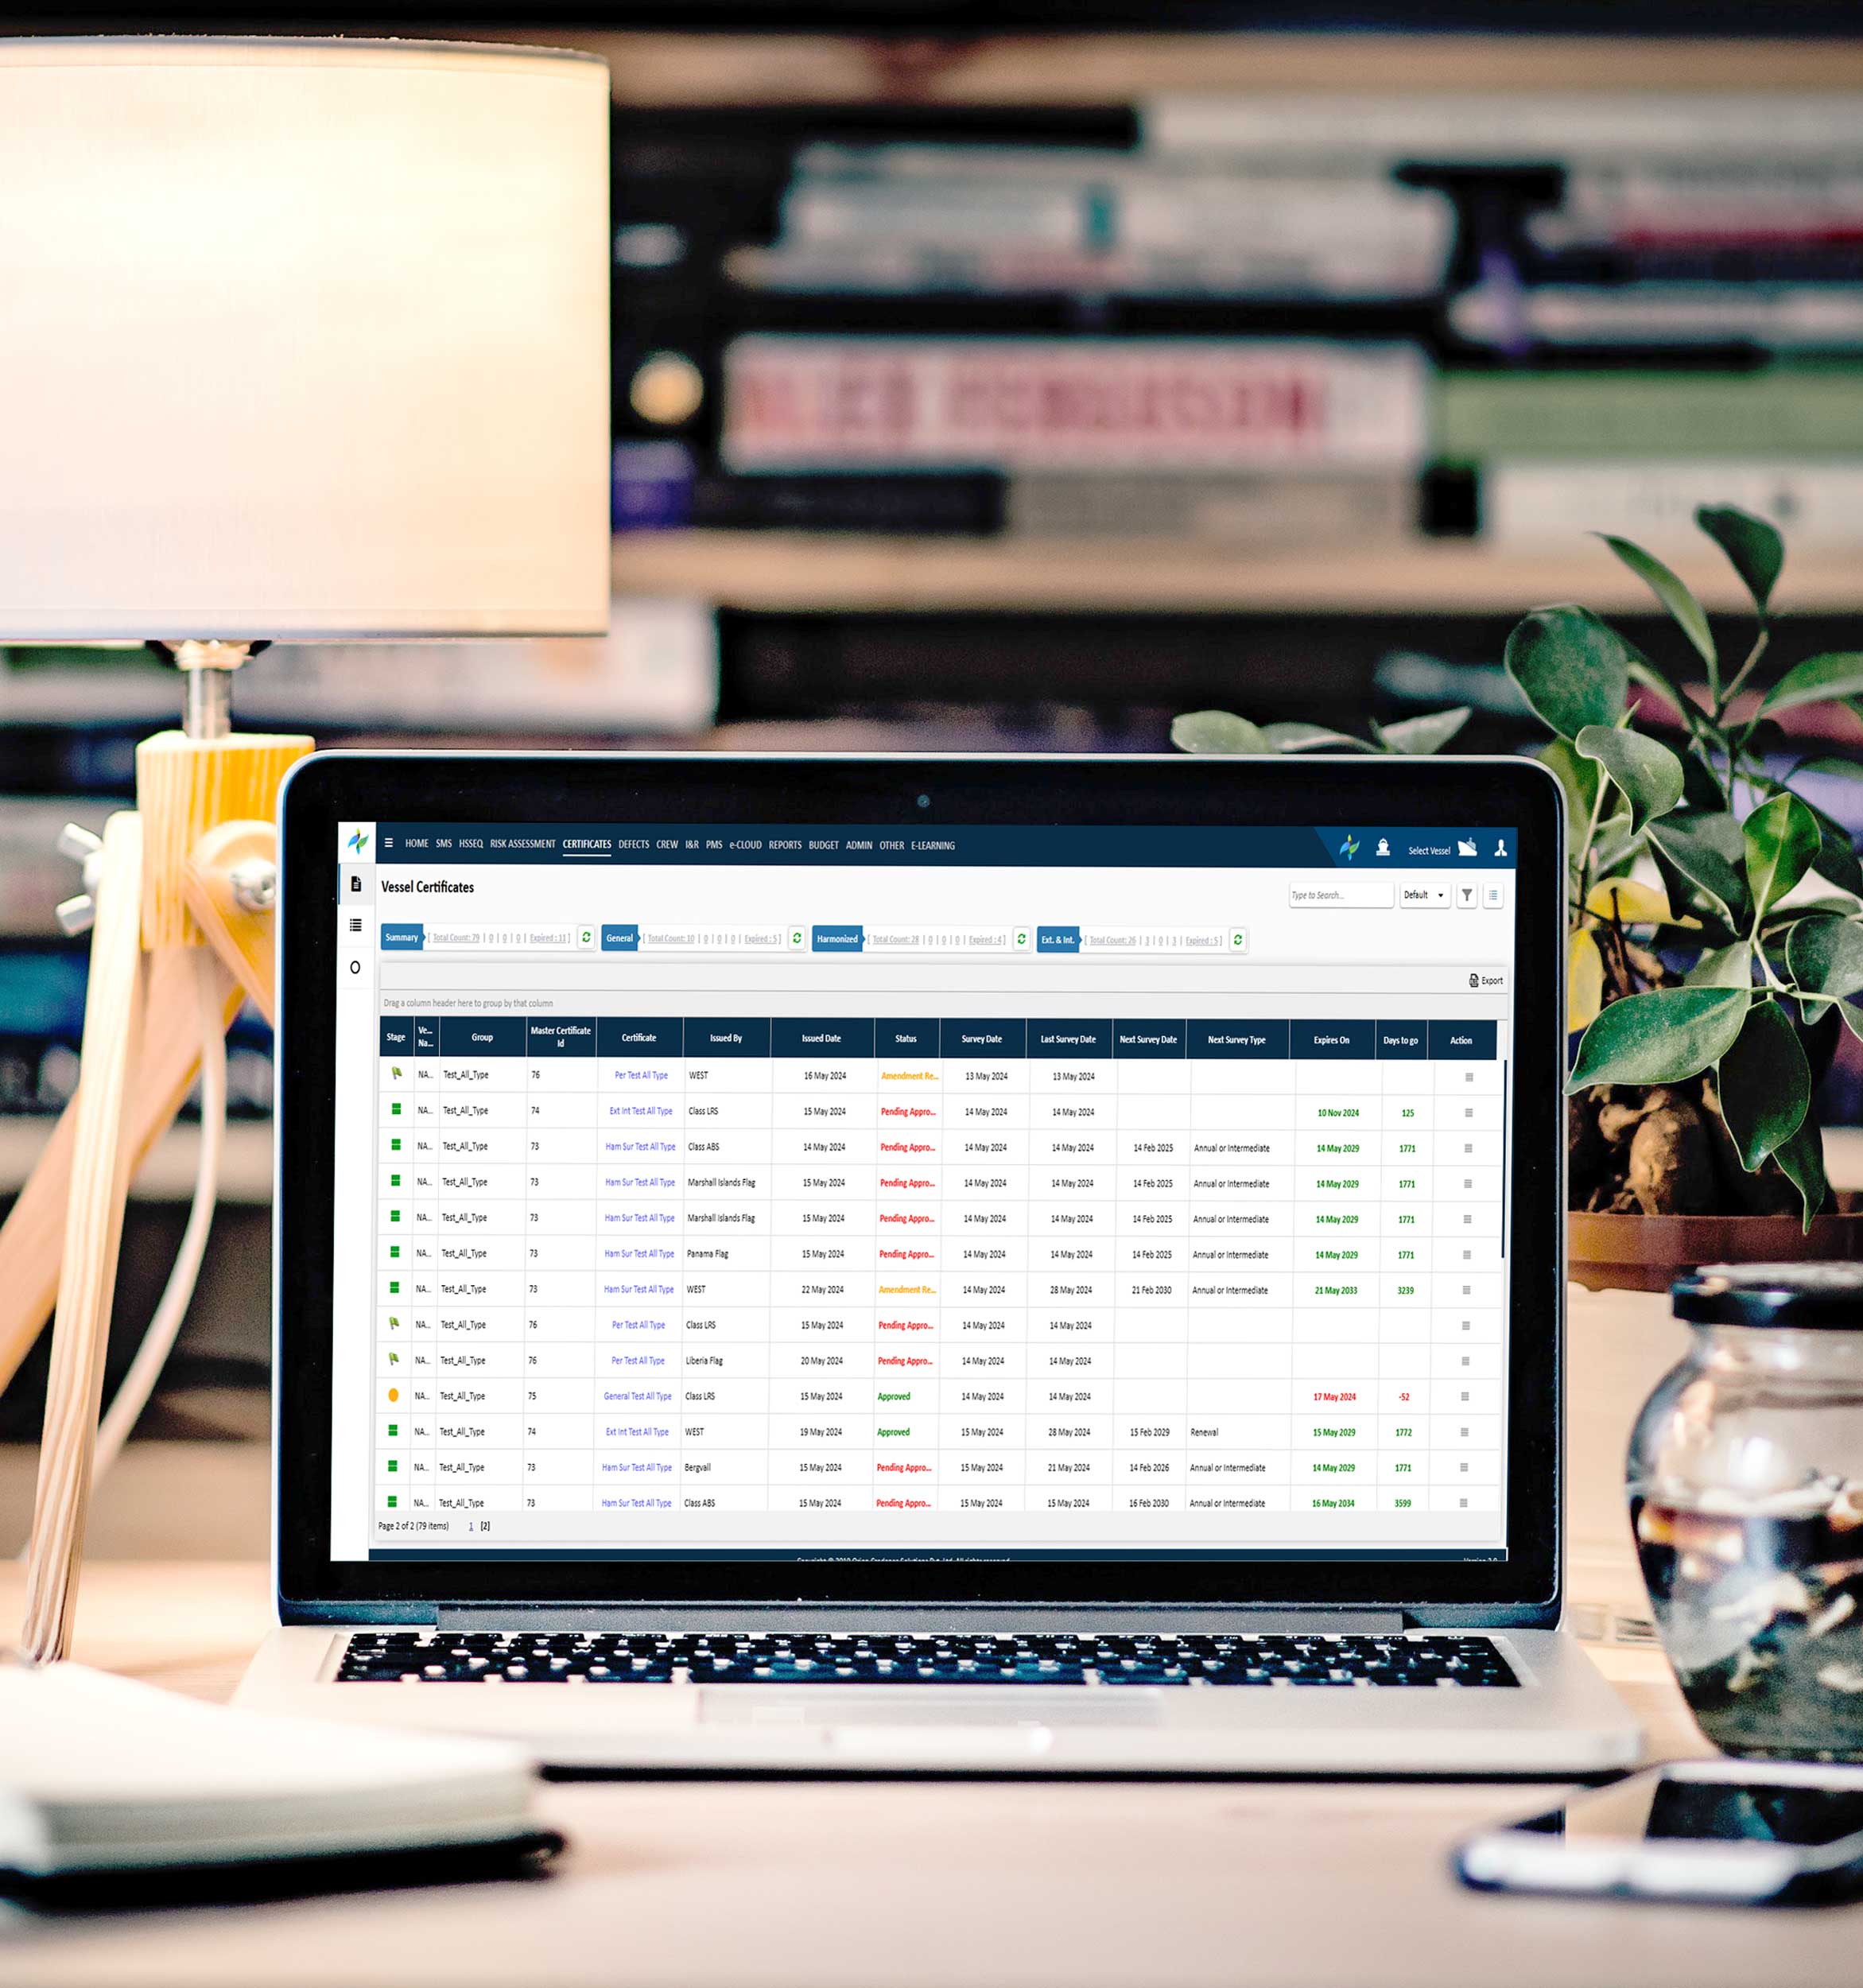 HOME SMS HSSEQ RISK ASSESSMENT CERTIFICATES DEFECTS CREW I&R PMS e-CLOUD REPORTS BUDGET ADMIN OTHER E-LEARNING Select Vessel
Vessel Certificates Type to Search... Default
Summary [ Total Count: 79 | 0 | 0 | 0 | Expired : 11 ] General [ Total Count: 10 | 0 | 0 | 0 | Expired : 5 ] Harmonized [ Total Count: 28 | 0 | 0 | 0 | Expired : 4 ] Ext. & Int. [ Total Count: 26 | 3 | 0 | 3 | Expired : 5 ]
Export
Drag a column header here to group by that column
Stage Ve... Na... Group Master Certificate Id Certificate Issued By Issued Date Status Survey Date Last Survey Date Next Survey Date Next Survey Type Expires On Days to go Action
NA... Test_All_Type 76 Per Test All Type WEST 16 May 2024 Amendment Re... 13 May 2024 13 May 2024
NA... Test_All_Type 74 Ext Int Test All Type Class LRS 15 May 2024 Pending Appro... 14 May 2024 14 May 2024 10 Nov 2024 125
NA... Test_All_Type 73 Ham Sur Test All Type Class ABS 14 May 2024 Pending Appro... 14 May 2024 14 May 2024 14 Feb 2025 Annual or Intermediate 14 May 2029 1771
NA... Test_All_Type 73 Ham Sur Test All Type Marshall Islands Flag 15 May 2024 Pending Appro... 14 May 2024 14 May 2024 14 Feb 2025 Annual or Intermediate 14 May 2029 1771
NA... Test_All_Type 73 Ham Sur Test All Type Marshall Islands Flag 15 May 2024 Pending Appro... 14 May 2024 14 May 2024 14 Feb 2025 Annual or Intermediate 14 May 2029 1771
NA... Test_All_Type 73 Ham Sur Test All Type Panama Flag 15 May 2024 Pending Appro... 14 May 2024 14 May 2024 14 Feb 2025 Annual or Intermediate 14 May 2029 1771
NA... Test_All_Type 73 Ham Sur Test All Type WEST 22 May 2024 Amendment Re... 14 May 2024 28 May 2024 21 Feb 2030 Annual or Intermediate 21 May 2033 3239
NA... Test_All_Type 76 Per Test All Type Class LRS 15 May 2024 Pending Appro... 14 May 2024 14 May 2024
NA... Test_All_Type 76 Per Test All Type Liberia Flag 20 May 2024 Pending Appro... 14 May 2024 14 May 2024
NA... Test_All_Type 75 General Test All Type Class LRS 15 May 2024 Approved 14 May 2024 14 May 2024 17 May 2024 -52
NA... Test_All_Type 74 Ext Int Test All Type WEST 19 May 2024 Approved 15 May 2024 28 May 2024 15 Feb 2029 Renewal 15 May 2029 1772
NA... Test_All_Type 73 Ham Sur Test All Type Bergvall 15 May 2024 Pending Appro... 15 May 2024 21 May 2024 14 Feb 2026 Annual or Intermediate 14 May 2029 1771
NA... Test_All_Type 73 Ham Sur Test All Type Class ABS 15 May 2024 Pending Appro... 15 May 2024 15 May 2024 16 Feb 2030 Annual or Intermediate 16 May 2034 3599
Page 2 of 2 (79 items) 1 [2]